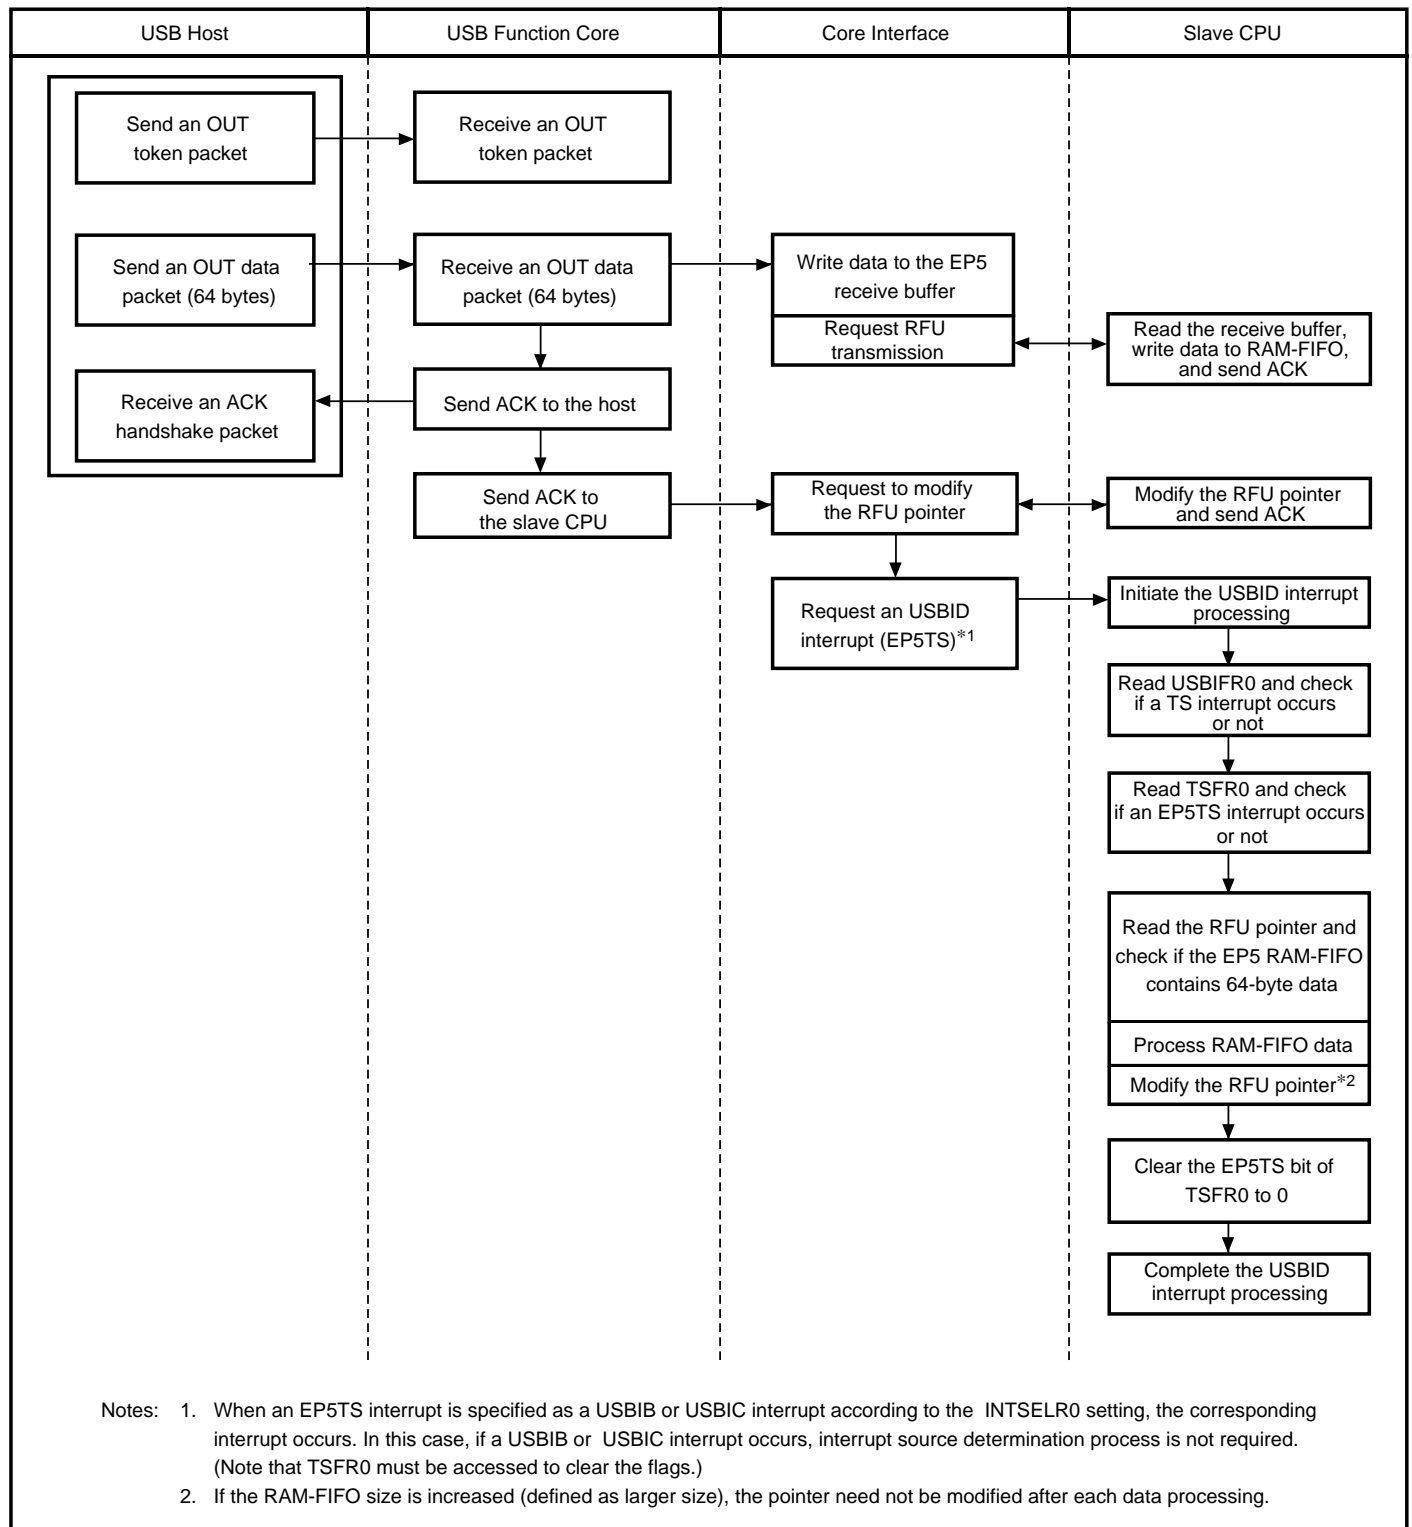 USB Host
USB Function Core
Core Interface
Slave CPU
Send an OUT
token packet
Receive an OUT
token packet
Send an OUT data
packet (64 bytes)
Receive an OUT data
packet (64 bytes)
Write data to the EP5
receive buffer
Request RFU
transmission
Read the receive buffer,
write data to RAM-FIFO,
and send ACK
Receive an ACK
handshake packet
Send ACK to the host
Send ACK to
the slave CPU
Request to modify
the RFU pointer
Modify the RFU pointer
and send ACK
Request an USBID
interrupt (EP5TS)*1
Initiate the USBID interrupt
processing
Read USBIFR0 and check
if a TS interrupt occurs
or not
Read TSFR0 and check
if an EP5TS interrupt occurs
or not
Read the RFU pointer and
check if the EP5 RAM-FIFO
contains 64-byte data
Process RAM-FIFO data
Modify the RFU pointer*2
Clear the EP5TS bit of
TSFR0 to 0
Complete the USBID
interrupt processing
Notes: 1. When an EP5TS interrupt is specified as a USBIB or USBIC interrupt according to the INTSELR0 setting, the corresponding
interrupt occurs. In this case, if a USBIB or USBIC interrupt occurs, interrupt source determination process is not required.
(Note that TSFR0 must be accessed to clear the flags.)
2. If the RAM-FIFO size is increased (defined as larger size), the pointer need not be modified after each data processing.